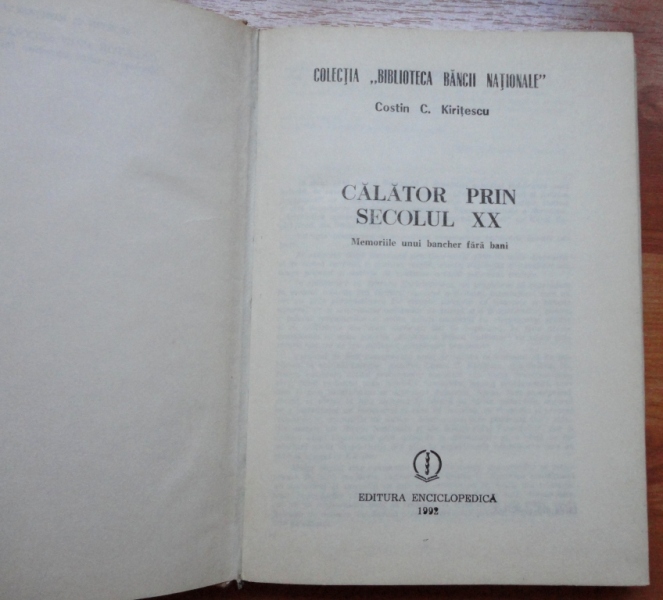 COLECȚIA „BIBLIOTECA BĂNCII NAȚIONALE"
Costin C. Kirițescu
CĂLĂTOR PRIN
SECOLUL XX
Memoriile unui bancher fără bani
EDITURA ENCICLOPEDICĂ
1992